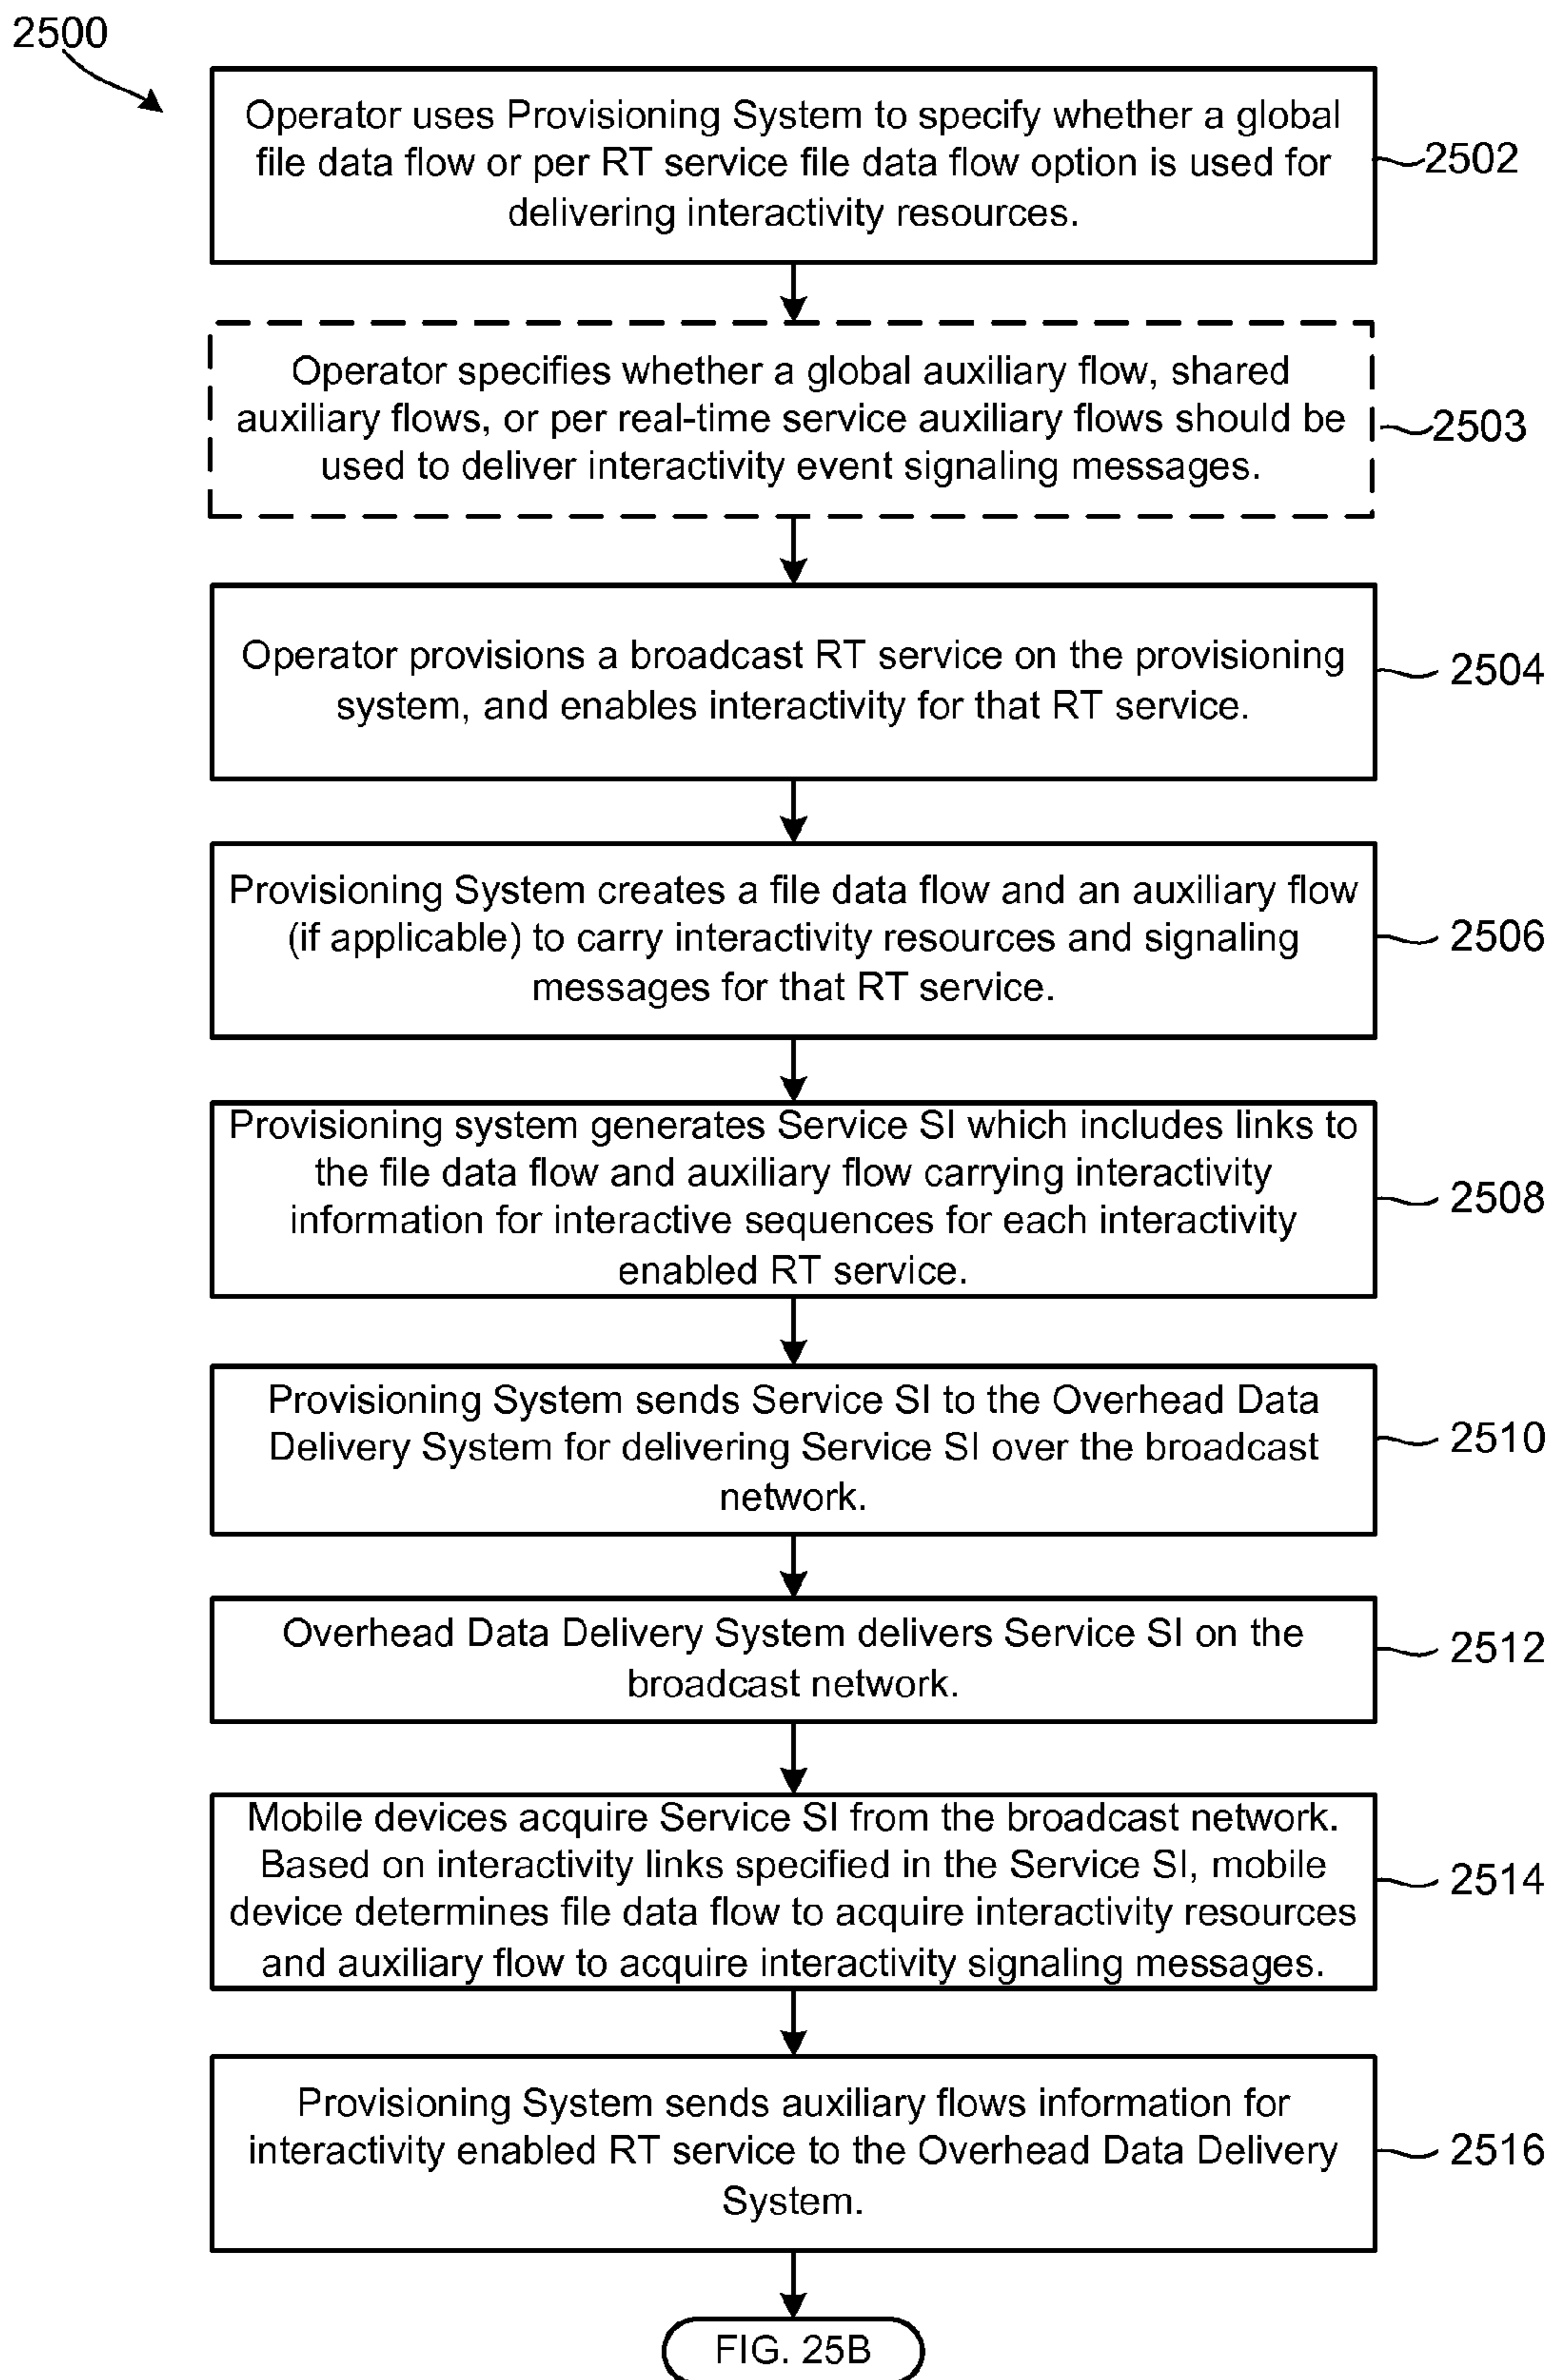 2500
Operator uses Provisioning System to specify whether a global
file data flow or per RT service file data flow option is used for
delivering interactivity resources.
2502
Operator specifies whether a global auxiliary flow, shared
auxiliary flows, or per real-time service auxiliary flows should be
used to deliver interactivity event signaling messages.
2503
Operator provisions a broadcast RT service on the provisioning
system, and enables interactivity for that RT service.
2504
Provisioning System creates a file data flow and an auxiliary flow
(if applicable) to carry interactivity resources and signaling
messages for that RT service.
2506
Provisioning system generates Service SI which includes links to
the file data flow and auxiliary flow carrying interactivity
information for interactive sequences for each interactivity
enabled RT service.
2508
Provisioning System sends Service SI to the Overhead Data
Delivery System for delivering Service SI over the broadcast
network.
2510
Overhead Data Delivery System delivers Service SI on the
broadcast network.
2512
Mobile devices acquire Service SI from the broadcast network.
Based on interactivity links specified in the Service SI, mobile
device determines file data flow to acquire interactivity resources
and auxiliary flow to acquire interactivity signaling messages.
2514
Provisioning System sends auxiliary flows information for
interactivity enabled RT service to the Overhead Data Delivery
System.
2516
FIG. 25B